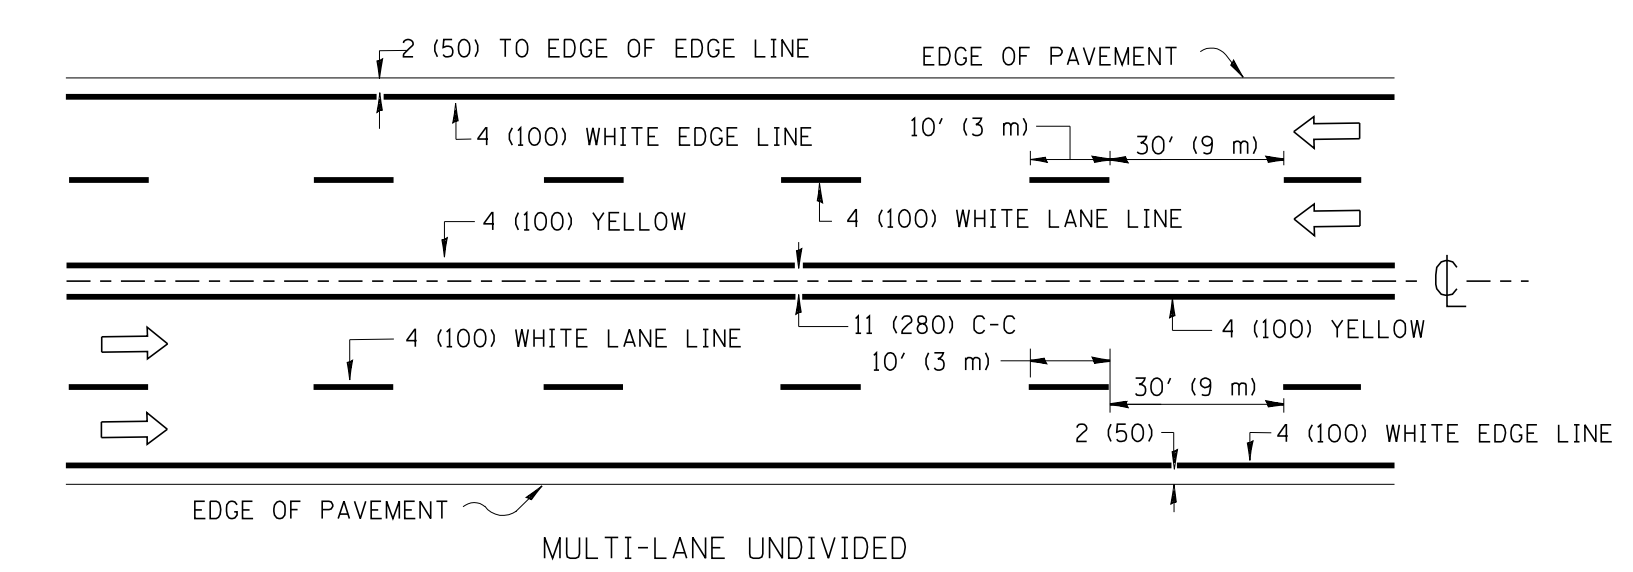 2 (50) TO EDGE OF EDGE LINE
EDGE OF PAVEMENT
4 (100) WHITE EDGE LINE
10' (3 m)
30' (9 m)
4 (100) YELLOW
4 (100) WHITE LANE LINE
℄
4 (100) WHITE LANE LINE
11 (280) C-C
4 (100) YELLOW
10' (3 m)
30' (9 m)
2 (50)
4 (100) WHITE EDGE LINE
EDGE OF PAVEMENT
MULTI-LANE UNDIVIDED